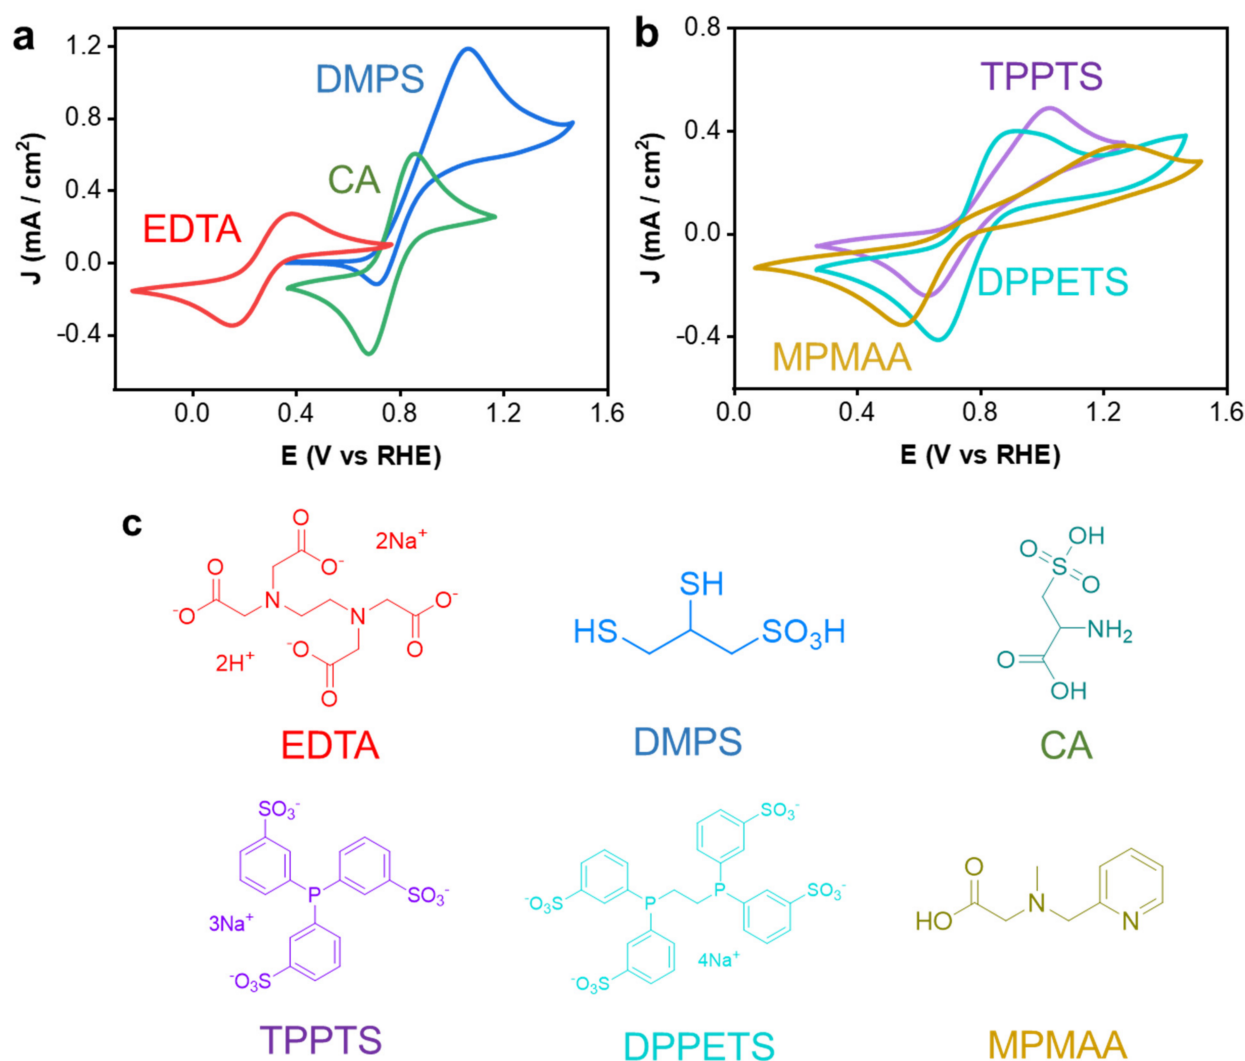 a
J (mA / cm²)
1.2
0.8
0.4
0.0
-0.4
DMPS
CA
EDTA
0.0 0.4 0.8 1.2 1.6
E (V vs RHE)
b
J (mA / cm²)
0.8
0.4
0.0
-0.4
TPPTS
DPPETS
MPMAA
0.0 0.4 0.8 1.2 1.6
E (V vs RHE)
c
O
O⁻
2Na⁺
O
⁻O
N
N
O⁻
O
⁻O
O
2H⁺
EDTA
SH
HS
SO₃H
DMPS
OH
O
S
O
NH₂
O
OH
CA
SO₃⁻
P
SO₃⁻
3Na⁺
⁻O₃S
TPPTS
SO₃⁻
P
SO₃⁻
⁻O₃S
P
4Na⁺
⁻O₃S
DPPETS
O
HO
N
N
MPMAA